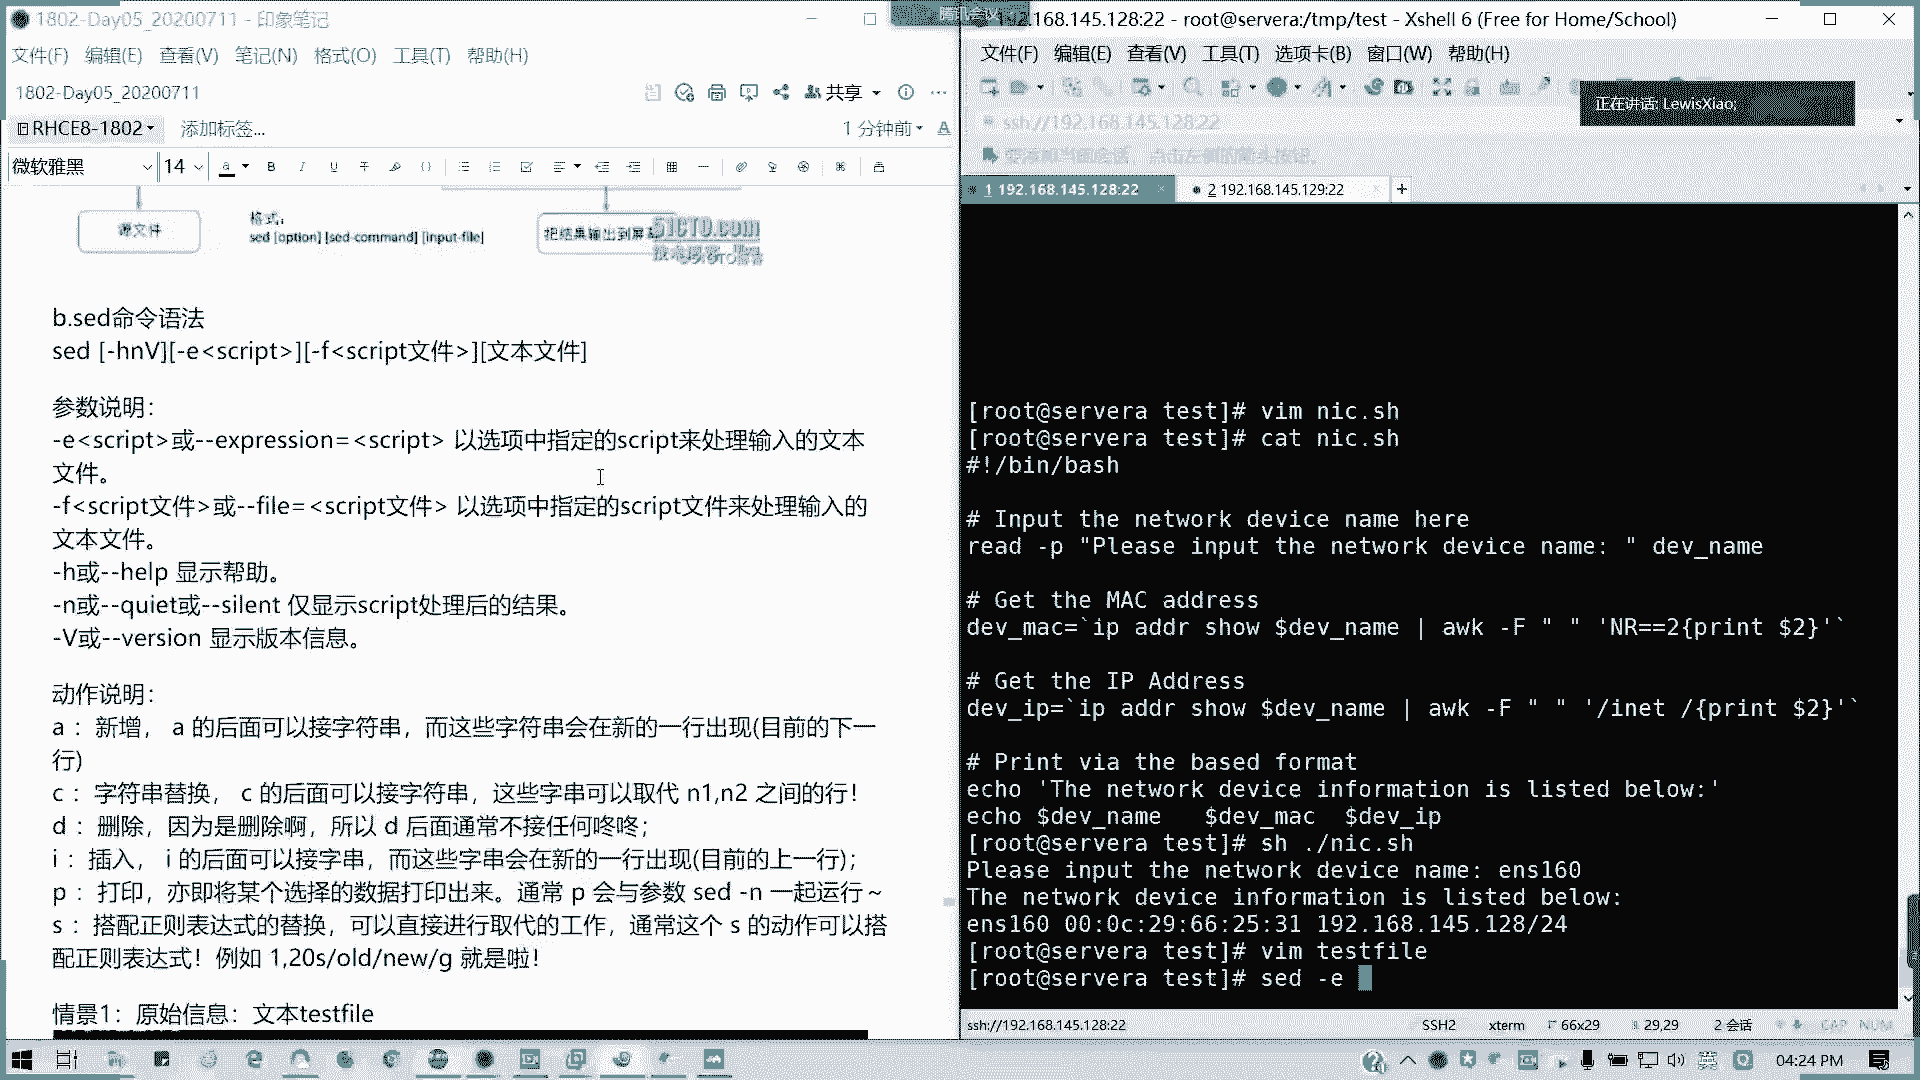 1802-Day05_20200711 - 印象笔记
文件(F) 编辑(E) 查看(V) 笔记(N) 格式(O) 工具(T) 帮助(H)
1802-Day05_20200711
共享
RHCE8-1802
添加标签...
1 分钟前
微软雅黑
14
源文件
格式:
sed [option] [sed-command] [input-file]
把结果输出到屏幕
51CTO.com
b.sed命令语法
sed [-hnV][-e<script>][-f<script文件>][文本文件]
参数说明：
-e<script>或--expression=<script> 以选项中指定的script来处理输入的文本
文件。
-f<script文件>或--file=<script文件> 以选项中指定的script文件来处理输入的
文本文件。
-h或--help 显示帮助。
-n或--quiet或--silent 仅显示script处理后的结果。
-V或--version 显示版本信息。
动作说明：
a ：新增， a 的后面可以接字符串，而这些字符串会在新的一行出现(目前的下一
行)
c ：字符串替换， c 的后面可以接字符串，这些字串可以取代 n1,n2 之间的行！
d ：删除，因为是删除啊，所以 d 后面通常不接任何咚咚；
i ：插入， i 的后面可以接字串，而这些字串会在新的一行出现(目前的上一行)；
p ：打印，亦即将某个选择的数据打印出来。通常 p 会与参数 sed -n 一起运行～
s ：搭配正则表达式的替换，可以直接进行取代的工作，通常这个 s 的动作可以搭
配正则表达式！例如 1,20s/old/new/g 就是啦！
情景1：原始信息：文本testfile
腾讯会议
192.168.145.128:22 - root@servera:/tmp/test - Xshell 6 (Free for Home/School)
文件(F) 编辑(E) 查看(V) 工具(T) 选项卡(B) 窗口(W) 帮助(H)
正在讲话: LewisXiao;
ssh://192.168.145.128:22
要添加当前会话，点击左侧的箭头按钮。
1 192.168.145.128:22
2 192.168.145.129:22
[root@servera test]# vim nic.sh
[root@servera test]# cat nic.sh
#!/bin/bash
# Input the network device name here
read -p "Please input the network device name: " dev_name
# Get the MAC address
dev_mac=`ip addr show $dev_name | awk -F " " 'NR==2{print $2}'`
# Get the IP Address
dev_ip=`ip addr show $dev_name | awk -F " " '/inet /{print $2}'`
# Print via the based format
echo 'The network device information is listed below:'
echo $dev_name   $dev_mac  $dev_ip
[root@servera test]# sh ./nic.sh
Please input the network device name: ens160
The network device information is listed below:
ens160 00:0c:29:66:25:31 192.168.145.128/24
[root@servera test]# vim testfile
[root@servera test]# sed -e
ssh://192.168.145.128:22
SSH2
xterm
66x29
29,29
2 会话
CAP NUM
英
04:24 PM